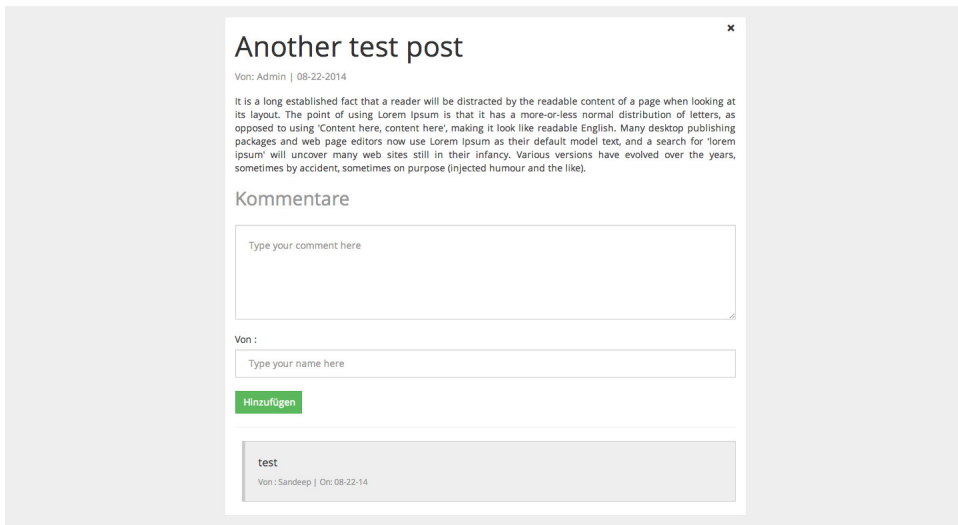 ×
Another test post
Von: Admin | 08-22-2014
It is a long established fact that a reader will be distracted by the readable content of a page when looking at
its layout. The point of using Lorem Ipsum is that it has a more-or-less normal distribution of letters, as
opposed to using 'Content here, content here', making it look like readable English. Many desktop publishing
packages and web page editors now use Lorem Ipsum as their default model text, and a search for 'lorem
ipsum' will uncover many web sites still in their infancy. Various versions have evolved over the years,
sometimes by accident, sometimes on purpose (injected humour and the like).
Kommentare
Type your comment here
Von :
Type your name here
Hinzufügen
test
Von : Sandeep | On: 08-22-14